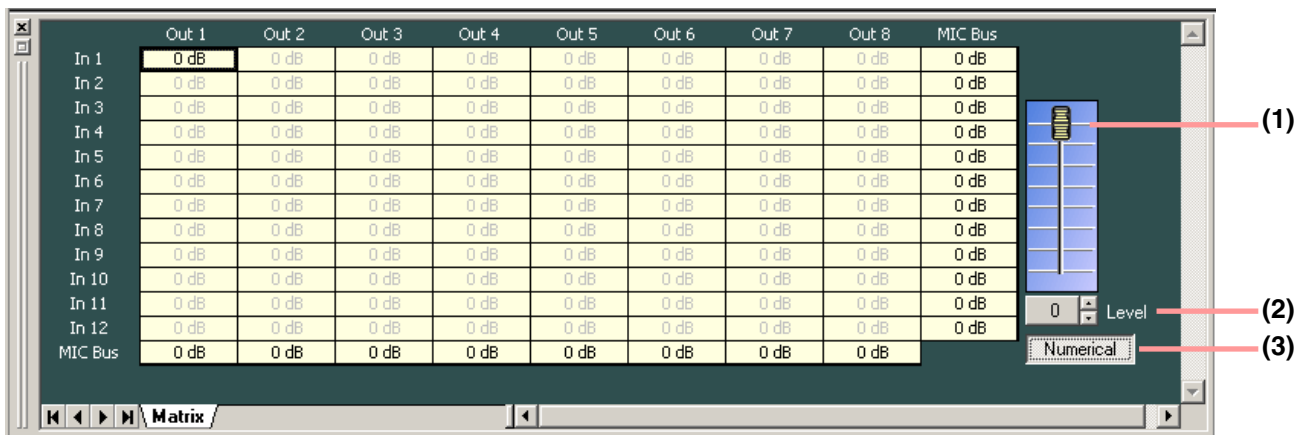 Out 1 Out 2 Out 3 Out 4 Out 5 Out 6 Out 7 Out 8 MIC Bus
In 1 0 dB 0 dB 0 dB 0 dB 0 dB 0 dB 0 dB 0 dB 0 dB
In 2 0 dB 0 dB 0 dB 0 dB 0 dB 0 dB 0 dB 0 dB 0 dB
In 3 0 dB 0 dB 0 dB 0 dB 0 dB 0 dB 0 dB 0 dB 0 dB
In 4 0 dB 0 dB 0 dB 0 dB 0 dB 0 dB 0 dB 0 dB 0 dB (1)
In 5 0 dB 0 dB 0 dB 0 dB 0 dB 0 dB 0 dB 0 dB 0 dB
In 6 0 dB 0 dB 0 dB 0 dB 0 dB 0 dB 0 dB 0 dB 0 dB
In 7 0 dB 0 dB 0 dB 0 dB 0 dB 0 dB 0 dB 0 dB 0 dB
In 8 0 dB 0 dB 0 dB 0 dB 0 dB 0 dB 0 dB 0 dB 0 dB
In 9 0 dB 0 dB 0 dB 0 dB 0 dB 0 dB 0 dB 0 dB 0 dB
In 10 0 dB 0 dB 0 dB 0 dB 0 dB 0 dB 0 dB 0 dB 0 dB
In 11 0 dB 0 dB 0 dB 0 dB 0 dB 0 dB 0 dB 0 dB 0 dB 0 Level (2)
In 12 0 dB 0 dB 0 dB 0 dB 0 dB 0 dB 0 dB 0 dB 0 dB
MIC Bus 0 dB 0 dB 0 dB 0 dB 0 dB 0 dB 0 dB 0 dB Numerical (3)
Matrix